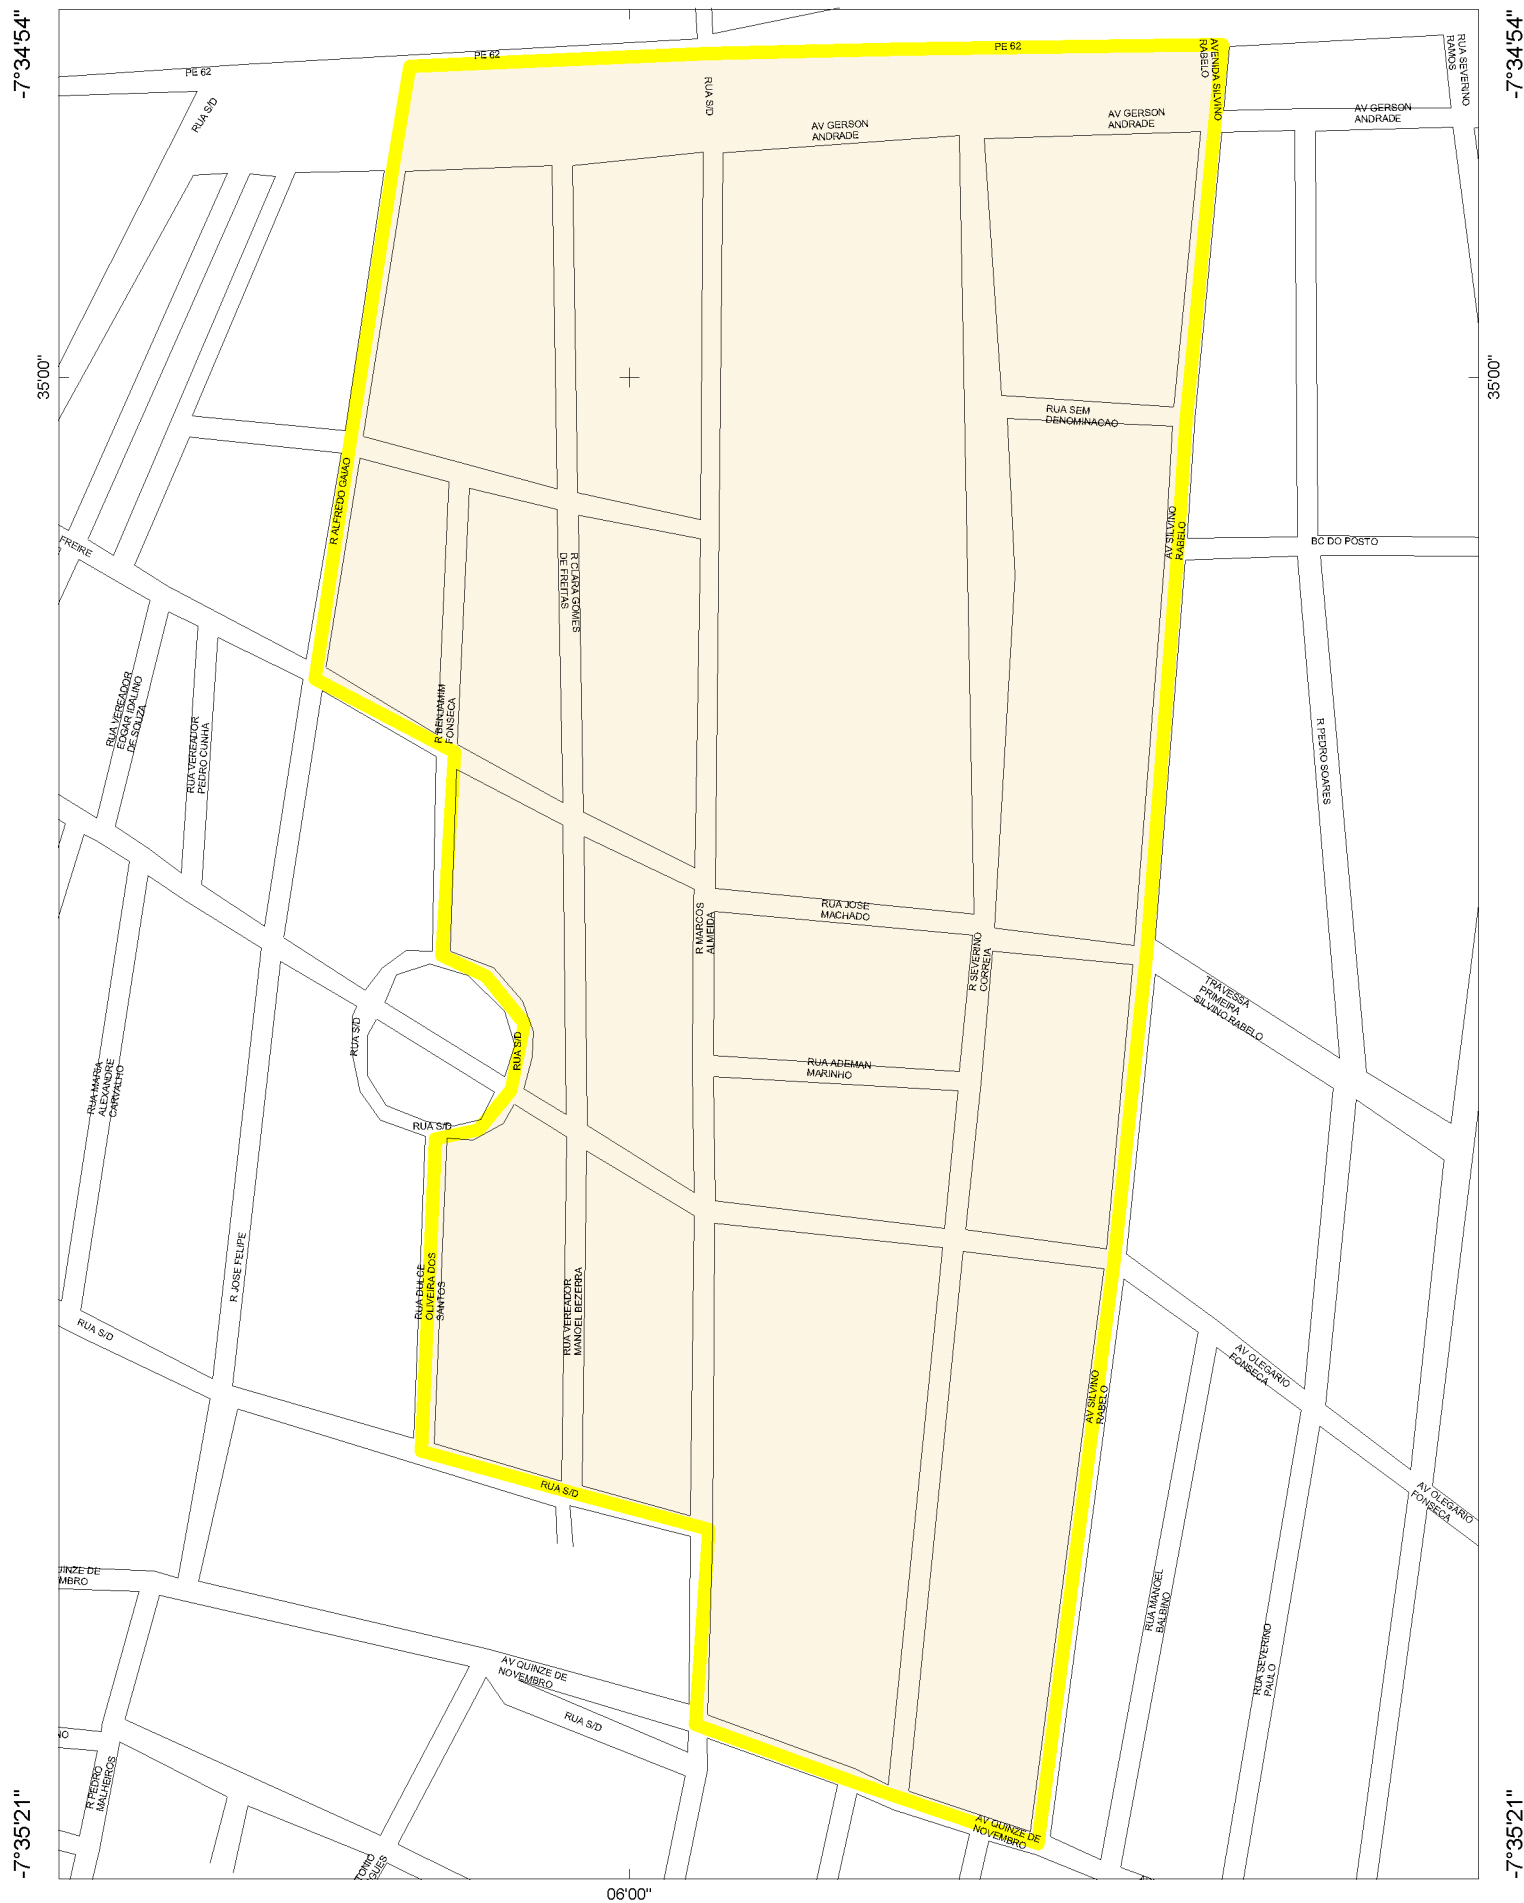 -7°34'54"
-7°34'54"
PE 62
PE 62
PE 62
AVENIDA SILVINO
RABELO
RUA SEVERINO
RAMOS
RUA S/D
RUA S/D
AV GERSON
ANDRADE
AV GERSON
ANDRADE
AV GERSON
ANDRADE
35'00"
35'00"
RUA SEM
DENOMINACAO
R ALFREDO GAIAO
FREIRE
R CLARA GOMES
DE FREITAS
AV SILVINO
RABELO
BC DO POSTO
RUA VEREADOR
EDGAR IDALINO
DE SOUZA
RUA VEREADOR
PEDRO CUNHA
R BENJAMIM
FONSECA
R PEDRO SOARES
RUA JOSE
MACHADO
R MARCOS
ALMEIDA
R SEVERINO
CORREIA
TRAVESSA
PRIMEIRA
SILVINO RABELO
RUA S/D
RUA S/D
RUA ADEMAN
MARINHO
RUA MARIA
ALEXANDRE
CARVALHO
RUA S/D
R JOSE FELIPE
RUA DULCE
OLIVEIRA DOS
SANTOS
RUA VEREADOR
MANOEL BEZERRA
RUA S/D
AV OLEGARIO
FONSECA
AV SILVINO
RABELO
RUA S/D
AV OLEGARIO
FONSECA
UINZE DE
MBRO
RUA MANOEL
BALBINO
RUA SEVERINO
PAULO
AV QUINZE DE
NOVEMBRO
RUA S/D
NO
R PEDRO
MALHEIROS
AV QUINZE DE
NOVEMBRO
TONIO
GUES
-7°35'21"
-7°35'21"
06'00"